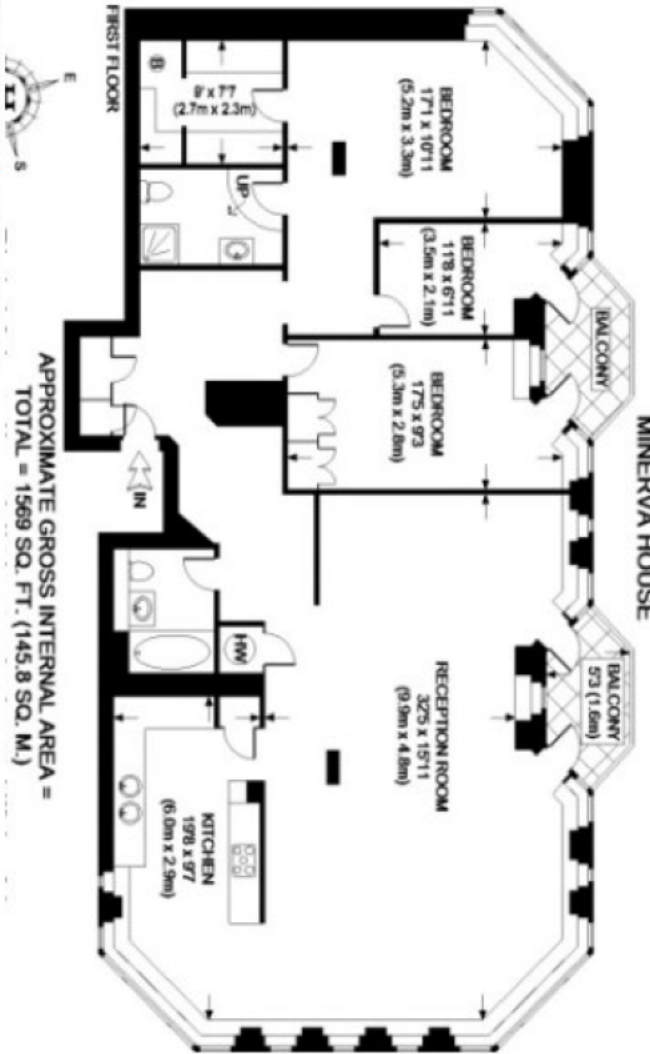 MINERVA HOUSE
BALCONY
BALCONY
5'3 (1.6m)
BEDROOM
17'1 x 10'11
(5.2m x 3.3m)
BEDROOM
11'8 x 6'11
(3.5m x 2.1m)
BEDROOM
17'5 x 9'3
(5.3m x 2.8m)
RECEPTION ROOM
32'5 x 15'11
(9.9m x 4.8m)
9' x 7'7
(2.7m x 2.3m)
B
UP
IN
HW
KITCHEN
19'8 x 9'7
(6.0m x 2.9m)
FIRST FLOOR
E
S
APPROXIMATE GROSS INTERNAL AREA =
TOTAL = 1569 SQ. FT. (145.8 SQ. M.)